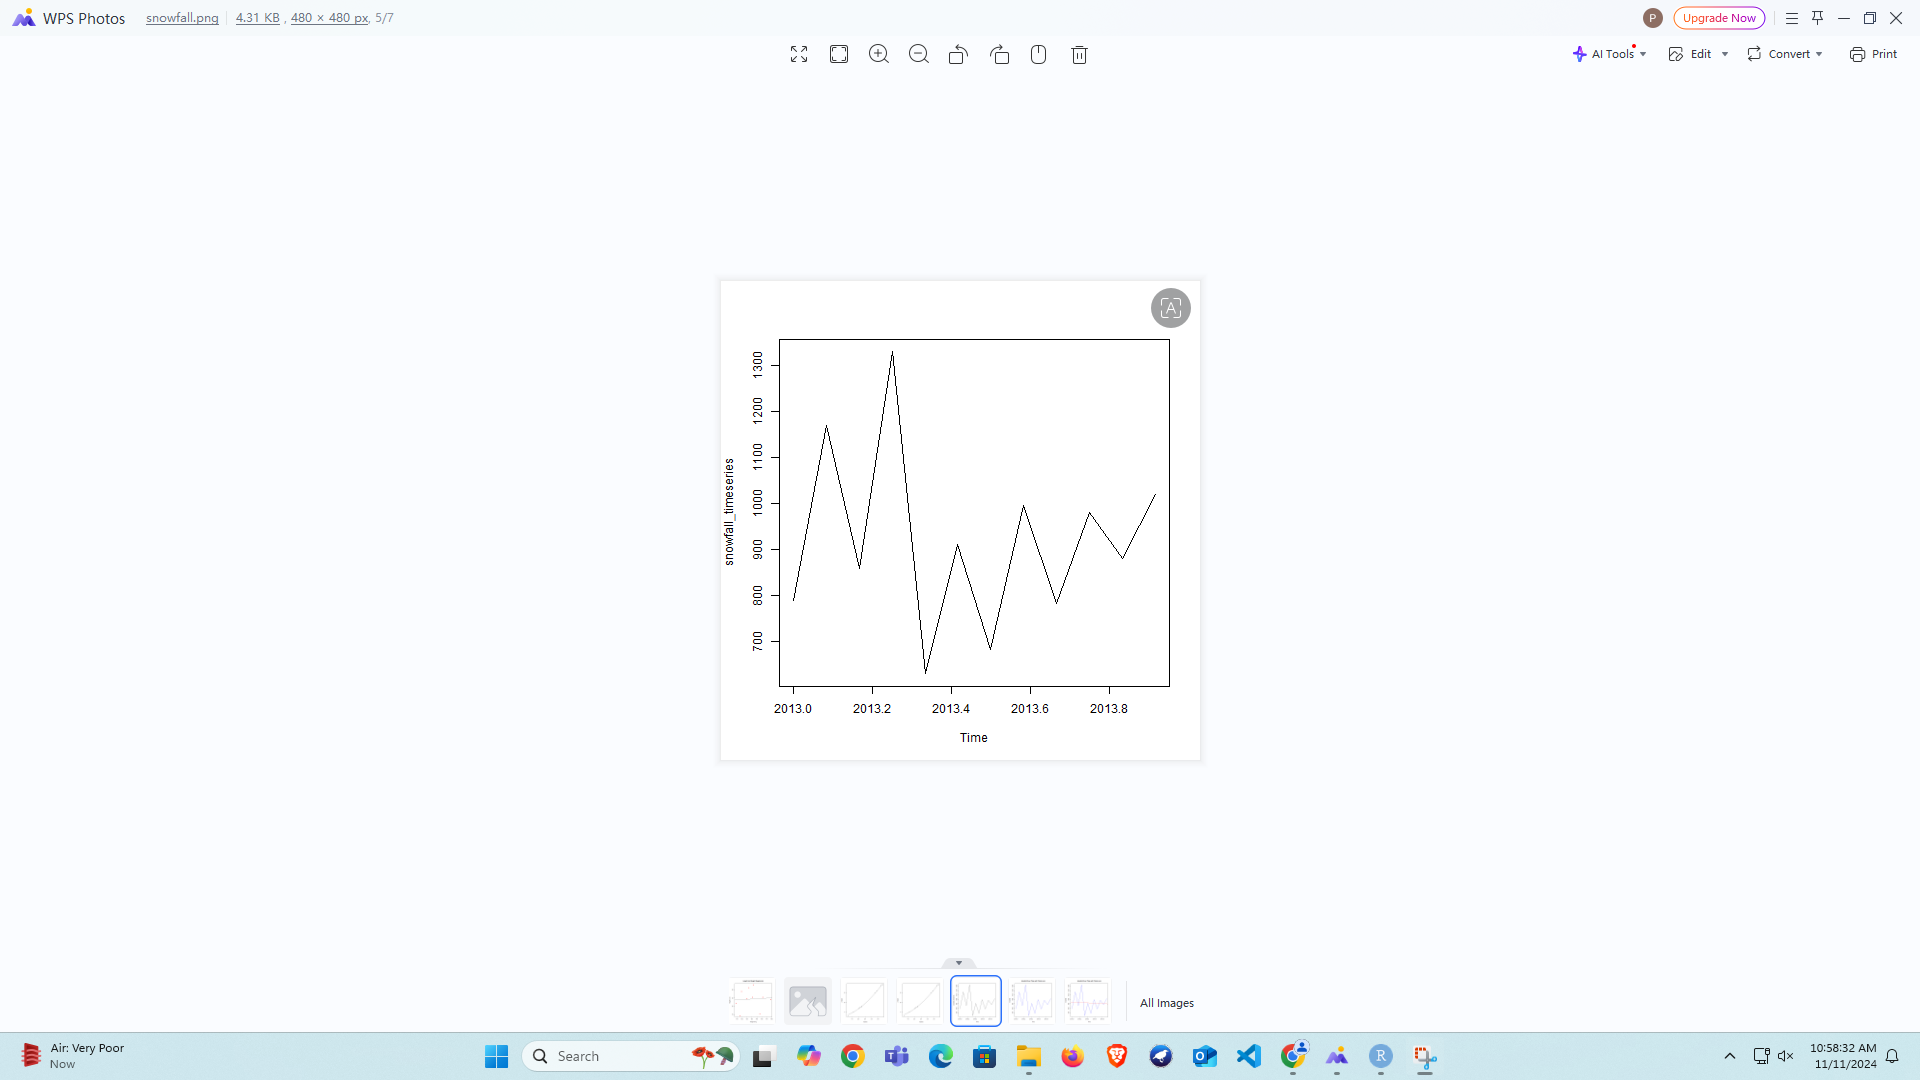 WPS Photos snowfall.png 4.31 KB , 480 × 480 px, 5/7 P Upgrade Now
AI Tools Edit Convert Print
A
1300
1200
1100
1000
900
800
700
snowfall_timeseries
2013.0 2013.2 2013.4 2013.6 2013.8
Time
All Images
Air: Very Poor
Now
Search
10:58:32 AM
11/11/2024